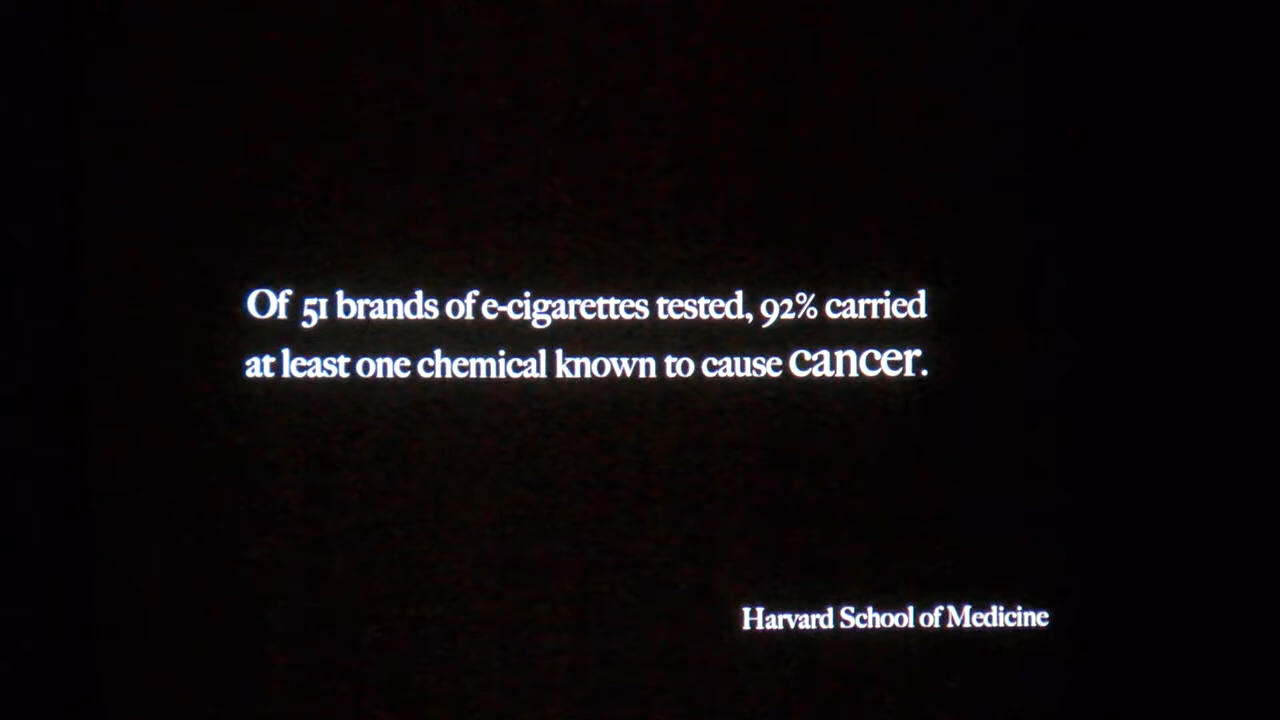 Of 51 brands of e-cigarettes tested, 92% carried
at least one chemical known to cause cancer.
Harvard School of Medicine